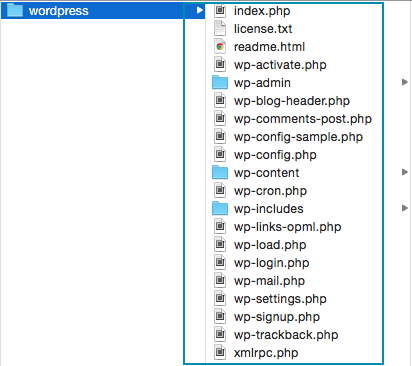 wordpress
index.php
license.txt
readme.html
wp-activate.php
wp-admin
wp-blog-header.php
wp-comments-post.php
wp-config-sample.php
wp-config.php
wp-content
wp-cron.php
wp-includes
wp-links-opml.php
wp-load.php
wp-login.php
wp-mail.php
wp-settings.php
wp-signup.php
wp-trackback.php
xmlrpc.php